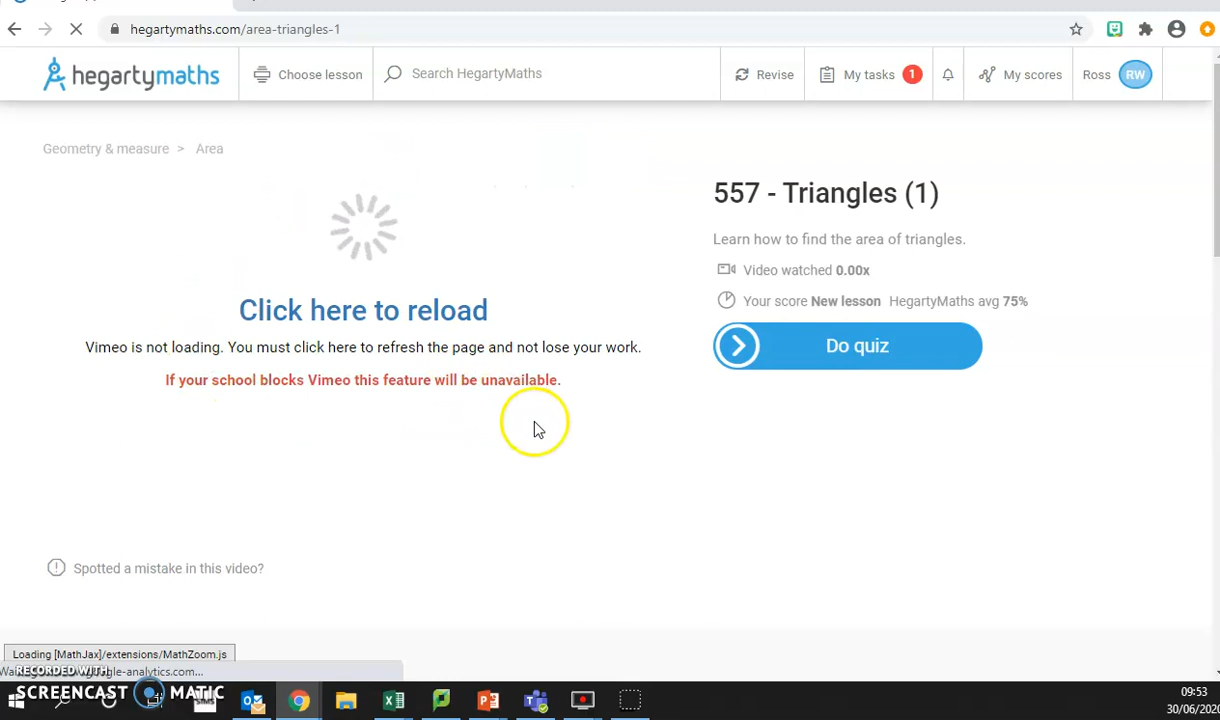 hegartymaths.com/area-triangles-1
hegartymaths
Choose lesson
Search HegartyMaths
Revise
My tasks 1
My scores
Ross RW
Geometry & measure > Area
557 - Triangles (1)
Learn how to find the area of triangles.
Video watched 0.00x
Your score New lesson HegartyMaths avg 75%
Do quiz
Click here to reload
Vimeo is not loading. You must click here to refresh the page and not lose your work.
If your school blocks Vimeo this feature will be unavailable.
Spotted a mistake in this video?
Loading [MathJax]/extensions/MathZoom.js
RECORDED WITH
SCREENCAST MATIC
SIMS
09:53
30/06/2020